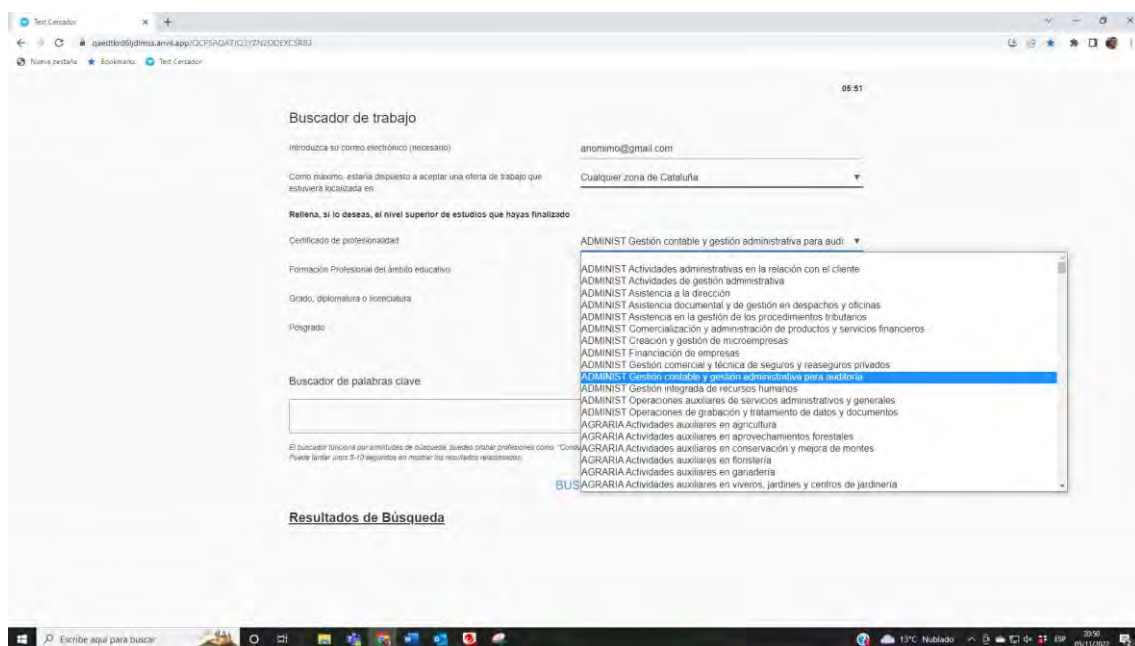 Test Cercador
Nueva pestaña Bookmarks Test Cercador
05:51
Buscador de trabajo
Introduzca su correo electrónico (necesario)
anomimo@gmail.com
Como máximo, estaría dispuesto a aceptar una oferta de trabajo que
estuviera localizada en
Cualquier zona de Cataluña
Rellena, si lo deseas, el nivel superior de estudios que hayas finalizado
Certificado de profesionalidad
ADMINIST Gestión contable y gestión administrativa para audi
Formación Profesional del ámbito educativo
Grado, diplomatura o licenciatura
Posgrado
ADMINIST Actividades administrativas en la relación con el cliente
ADMINIST Actividades de gestión administrativa
ADMINIST Asistencia a la dirección
ADMINIST Asistencia documental y de gestión en despachos y oficinas
ADMINIST Asistencia en la gestión de los procedimientos tributarios
ADMINIST Comercialización y administración de productos y servicios financieros
ADMINIST Creación y gestión de microempresas
ADMINIST Financiación de empresas
ADMINIST Gestión comercial y técnica de seguros y reaseguros privados
ADMINIST Gestión contable y gestión administrativa para auditoría
ADMINIST Gestión integrada de recursos humanos
ADMINIST Operaciones auxiliares de servicios administrativos y generales
ADMINIST Operaciones de grabación y tratamiento de datos y documentos
AGRARIA Actividades auxiliares en agricultura
AGRARIA Actividades auxiliares en aprovechamientos forestales
AGRARIA Actividades auxiliares en conservación y mejora de montes
AGRARIA Actividades auxiliares en floristería
AGRARIA Actividades auxiliares en ganadería
AGRARIA Actividades auxiliares en viveros, jardines y centros de jardinería
Buscador de palabras clave
El buscador funciona por similitudes de búsqueda, puedes probar profesiones como "Condu
Puede tardar unos 5-10 segundos en mostrar los resultados relacionados.
BUS
Resultados de Búsqueda
Escribe aquí para buscar
13°C Nublado
ESP
20:50
05/11/2022